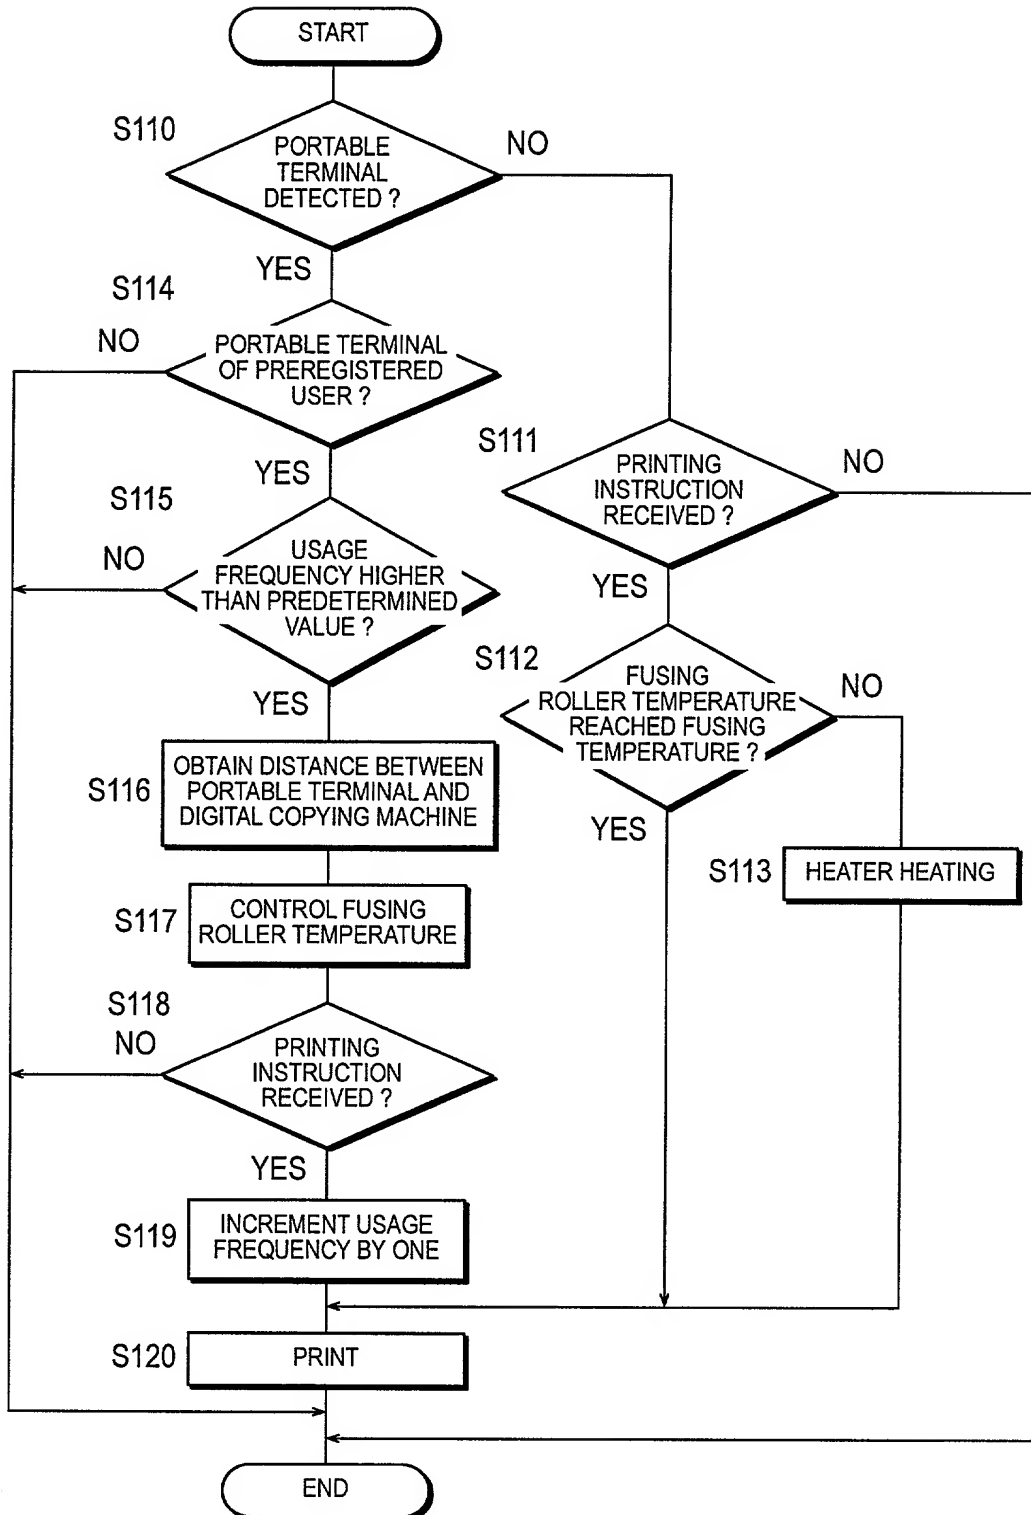 START
S110
PORTABLE
TERMINAL
DETECTED ?
NO
YES
S114
NO
PORTABLE TERMINAL
OF PREREGISTERED
USER ?
YES
S111
PRINTING
INSTRUCTION
RECEIVED ?
NO
YES
S115
NO
USAGE
FREQUENCY HIGHER
THAN PREDETERMINED
VALUE ?
YES
S112
FUSING
ROLLER TEMPERATURE
REACHED FUSING
TEMPERATURE ?
NO
YES
S116
OBTAIN DISTANCE BETWEEN
PORTABLE TERMINAL AND
DIGITAL COPYING MACHINE
S113
HEATER HEATING
S117
CONTROL FUSING
ROLLER TEMPERATURE
S118
NO
PRINTING
INSTRUCTION
RECEIVED ?
YES
S119
INCREMENT USAGE
FREQUENCY BY ONE
S120
PRINT
END